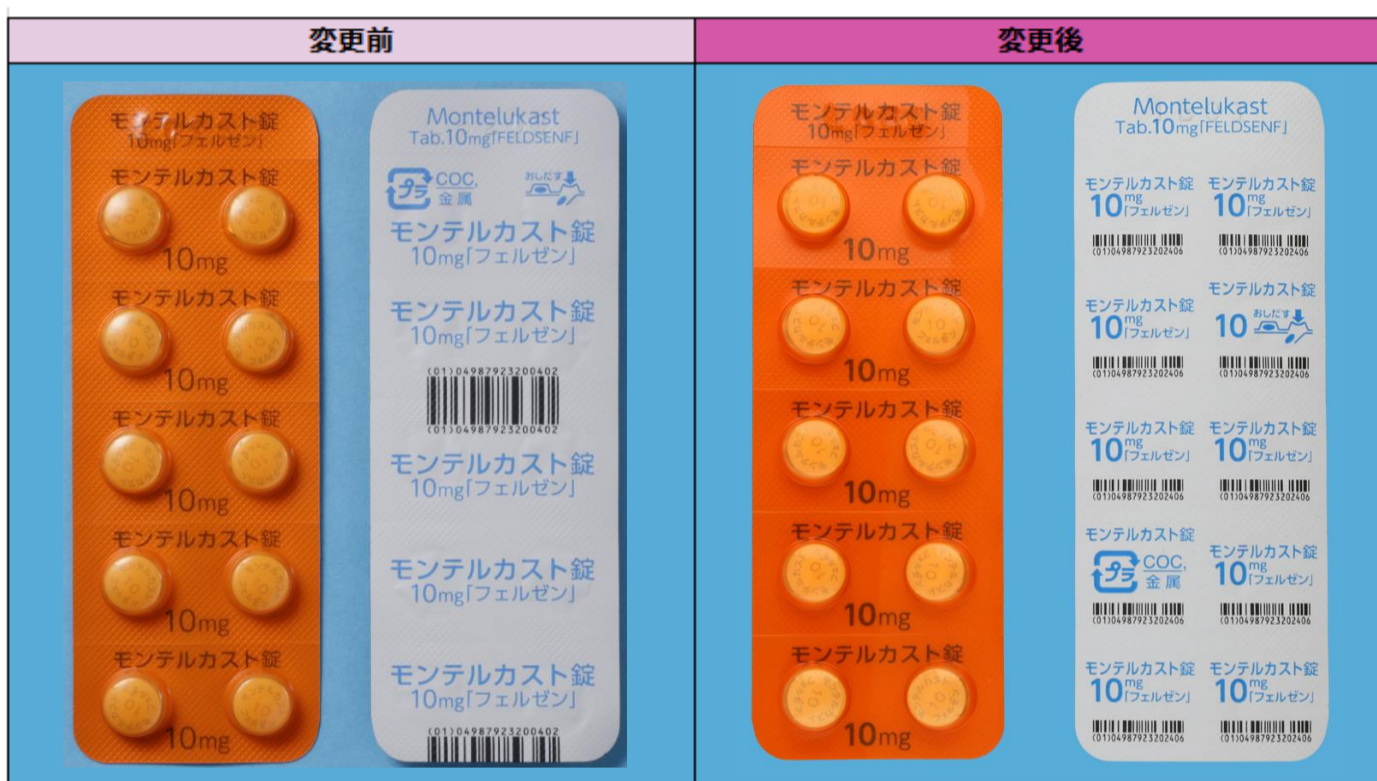 変更前
変更後
モンテルカスト錠
10mg「フェルゼン」
モンテルカスト錠
10mg
モンテルカスト錠
10mg
モンテルカスト錠
10mg
モンテルカスト錠
10mg
モンテルカスト錠
10mg
Montelukast
Tab.10mg「FELDSENF」
プラ COC, おしだす
金属
モンテルカスト錠
10mg「フェルゼン」
モンテルカスト錠
10mg「フェルゼン」
(01)04987923200402
(01)04987923200402
モンテルカスト錠
10mg「フェルゼン」
モンテルカスト錠
10mg「フェルゼン」
モンテルカスト錠
10mg「フェルゼン」
(01)04987923200402
モンテルカスト錠
10mg「フェルゼン」
モンテルカスト錠
10mg
モンテルカスト錠
10mg
モンテルカスト錠
10mg
モンテルカスト錠
10mg
モンテルカスト錠
10mg
Montelukast
Tab.10mg「FELDSENF」
モンテルカスト錠 モンテルカスト錠
10mg「フェルゼン」 10mg「フェルゼン」
(01)04987923202406 (01)04987923202406
モンテルカスト錠 モンテルカスト錠
10mg「フェルゼン」 10 おしだす
(01)04987923202406 (01)04987923202406
モンテルカスト錠 モンテルカスト錠
10mg「フェルゼン」 10mg「フェルゼン」
(01)04987923202406 (01)04987923202406
モンテルカスト錠 モンテルカスト錠
プラ COC, 金属 10mg「フェルゼン」
(01)04987923202406 (01)04987923202406
モンテルカスト錠 モンテルカスト錠
10mg「フェルゼン」 10mg「フェルゼン」
(01)04987923202406 (01)04987923202406